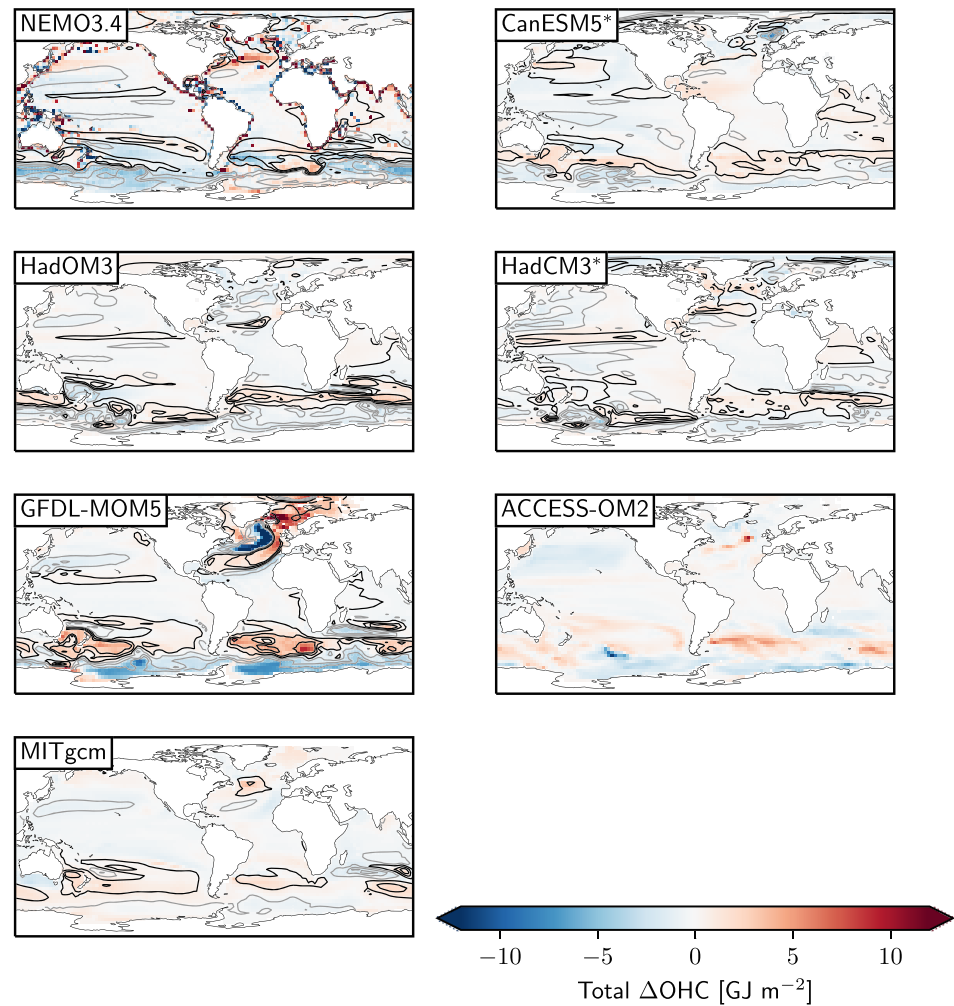 NEMO3.4
CanESM5*
HadOM3
HadCM3*
GFDL-MOM5
ACCESS-OM2
MITgcm
−10 −5 0 5 10
Total ΔOHC [GJ m⁻²]